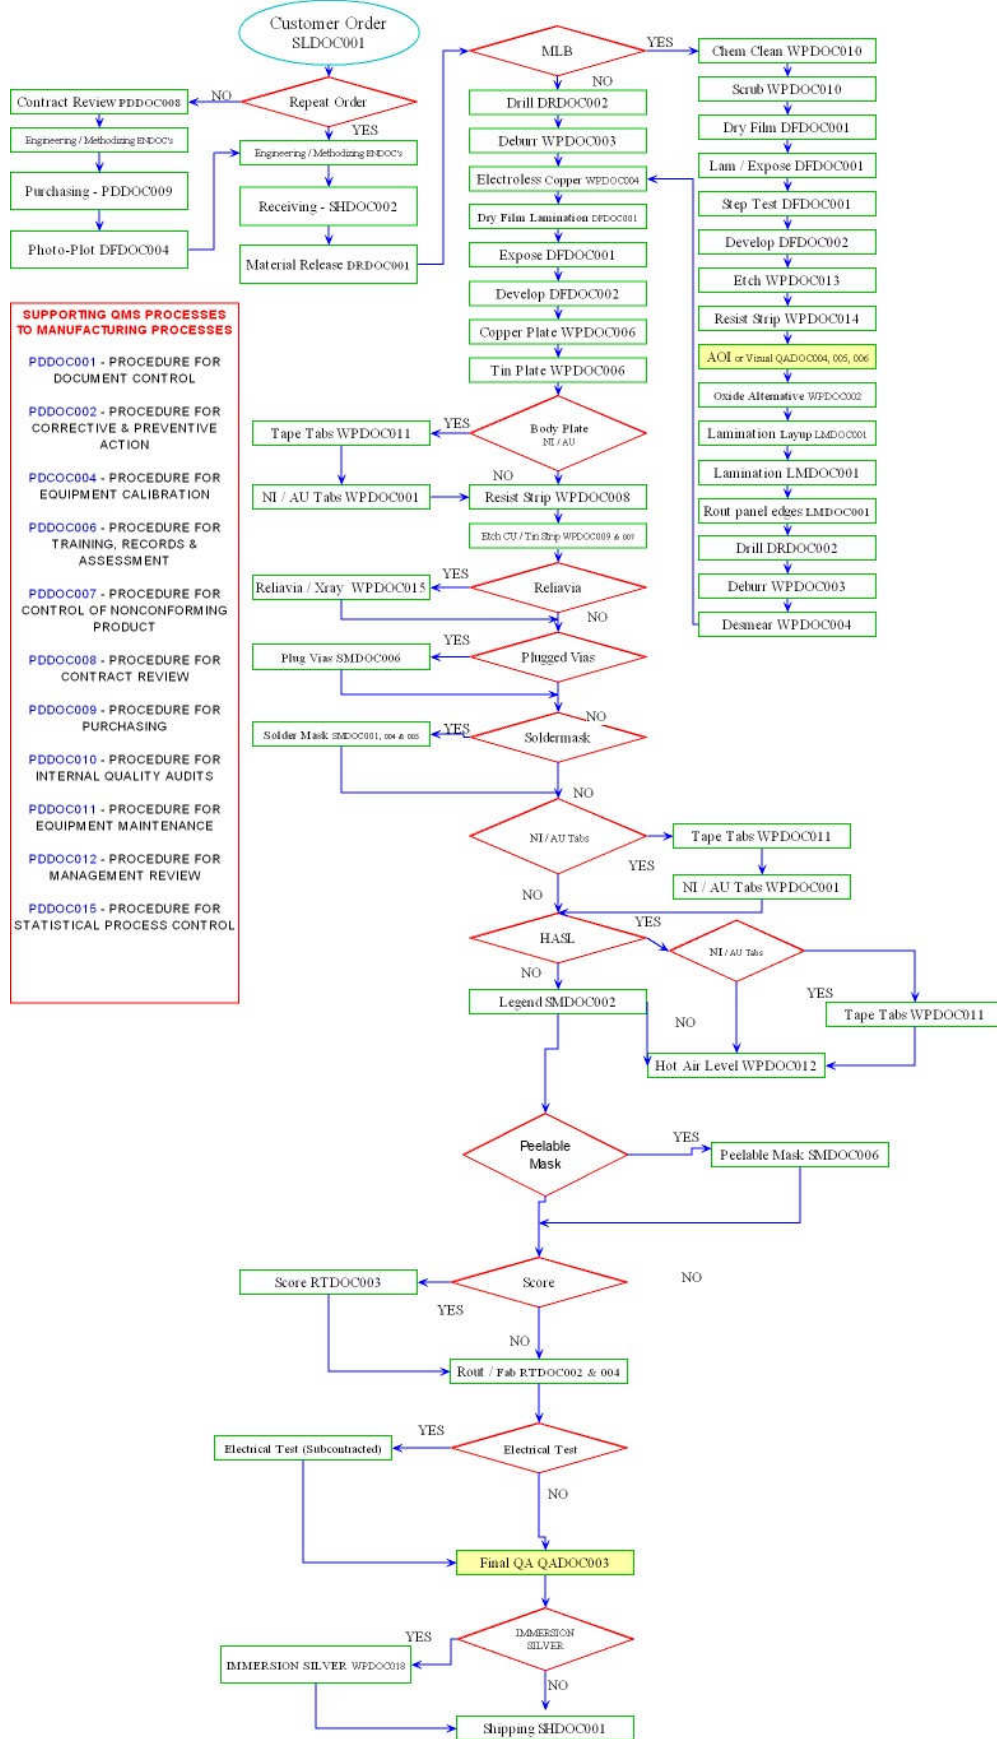 Customer Order
SLDOC001
Repeat Order
NO
YES
Contract Review PDDOC008
Engineering / Methodizing ENDOC's
Purchasing - PDDOC009
Photo-Plot DFDOC004
Engineering / Methodizing ENDOC's
Receiving - SHDOC002
Material Release DRDOC001
MLB
YES
NO
Drill DRDOC002
Deburr WPDOC003
Electroless Copper WPDOC004
Dry Film Lamination DFDOC001
Expose DFDOC001
Develop DFDOC002
Copper Plate WPDOC006
Tin Plate WPDOC006
Chem Clean WPDOC010
Scrub WPDOC010
Dry Film DFDOC001
Lam / Expose DFDOC001
Step Test DFDOC001
Develop DFDOC002
Etch WPDOC013
Resist Strip WPDOC014
AOI or Visual QADOC004, 005, 006
Oxide Alternative WPDOC002
Lamination Layup LMDOC001
Lamination LMDOC001
Rout panel edges LMDOC001
Drill DRDOC002
Deburr WPDOC003
Desmear WPDOC004
SUPPORTING QMS PROCESSES
TO MANUFACTURING PROCESSES
PDDOC001 - PROCEDURE FOR
DOCUMENT CONTROL
PDDOC002 - PROCEDURE FOR
CORRECTIVE & PREVENTIVE
ACTION
PDCOC004 - PROCEDURE FOR
EQUIPMENT CALIBRATION
PDDOC006 - PROCEDURE FOR
TRAINING, RECORDS &
ASSESSMENT
PDDOC007 - PROCEDURE FOR
CONTROL OF NONCONFORMING
PRODUCT
PDDOC008 - PROCEDURE FOR
CONTRACT REVIEW
PDDOC009 - PROCEDURE FOR
PURCHASING
PDDOC010 - PROCEDURE FOR
INTERNAL QUALITY AUDITS
PDDOC011 - PROCEDURE FOR
EQUIPMENT MAINTENANCE
PDDOC012 - PROCEDURE FOR
MANAGEMENT REVIEW
PDDOC015 - PROCEDURE FOR
STATISTICAL PROCESS CONTROL
Body Plate
NI / AU
YES
NO
Tape Tabs WPDOC011
NI / AU Tabs WPDOC001
Resist Strip WPDOC008
Etch CU / Tin Strip WPDOC009 & 007
Reliavia
YES
NO
Reliavia / Xray WPDOC015
Plugged Vias
YES
NO
Plug Vias SMDOC006
Soldermask
YES
NO
Solder Mask SMDOC001, 004 & 005
NI / AU Tabs
YES
NO
Tape Tabs WPDOC011
NI / AU Tabs WPDOC001
HASL
YES
NO
NI / AU Tabs
YES
NO
Tape Tabs WPDOC011
Legend SMDOC002
Hot Air Level WPDOC012
Peelable
Mask
YES
Peelable Mask SMDOC006
NO
Score
YES
NO
Score RTDOC003
Rout / Fab RTDOC002 & 004
Electrical Test
YES
NO
Electrical Test (Subcontracted)
Final QA QADOC003
IMMERSION
SILVER
YES
NO
IMMERSION SILVER WPDOC018
Shipping SHDOC001